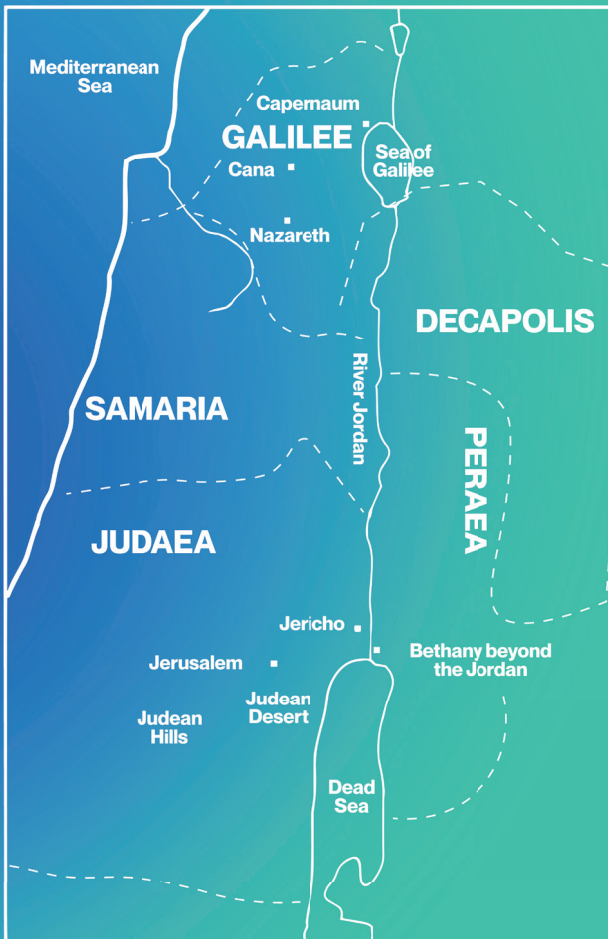 Mediterranean
Sea
Capernaum
GALILEE
Sea of
Galilee
Cana
Nazareth
DECAPOLIS
River Jordan
SAMARIA
PERAEA
JUDAEA
Jericho
Bethany beyond
the Jordan
Jerusalem
Judean
Desert
Judean
Hills
Dead
Sea